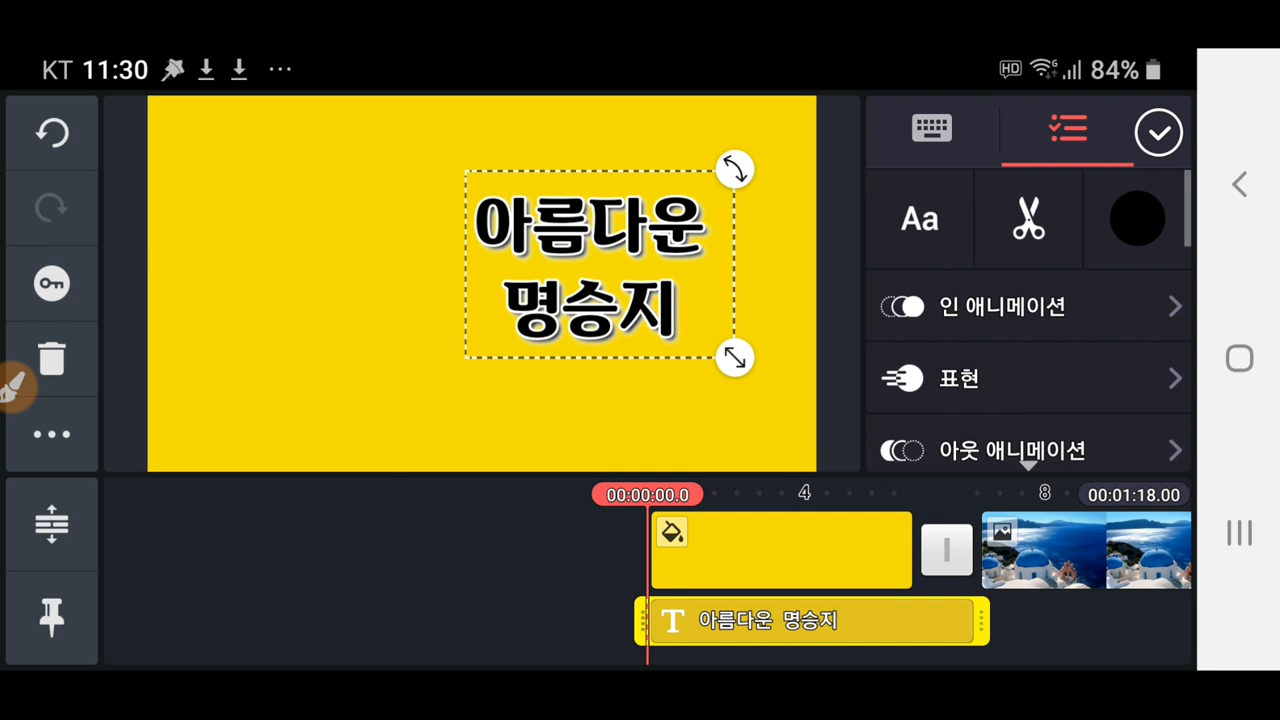 KT 11:30
HD 6 84%
아름다운
명승지
Aa
인 애니메이션
표현
아웃 애니메이션
00:00:00.0 4 8 00:01:18.00
T 아름다운 명승지